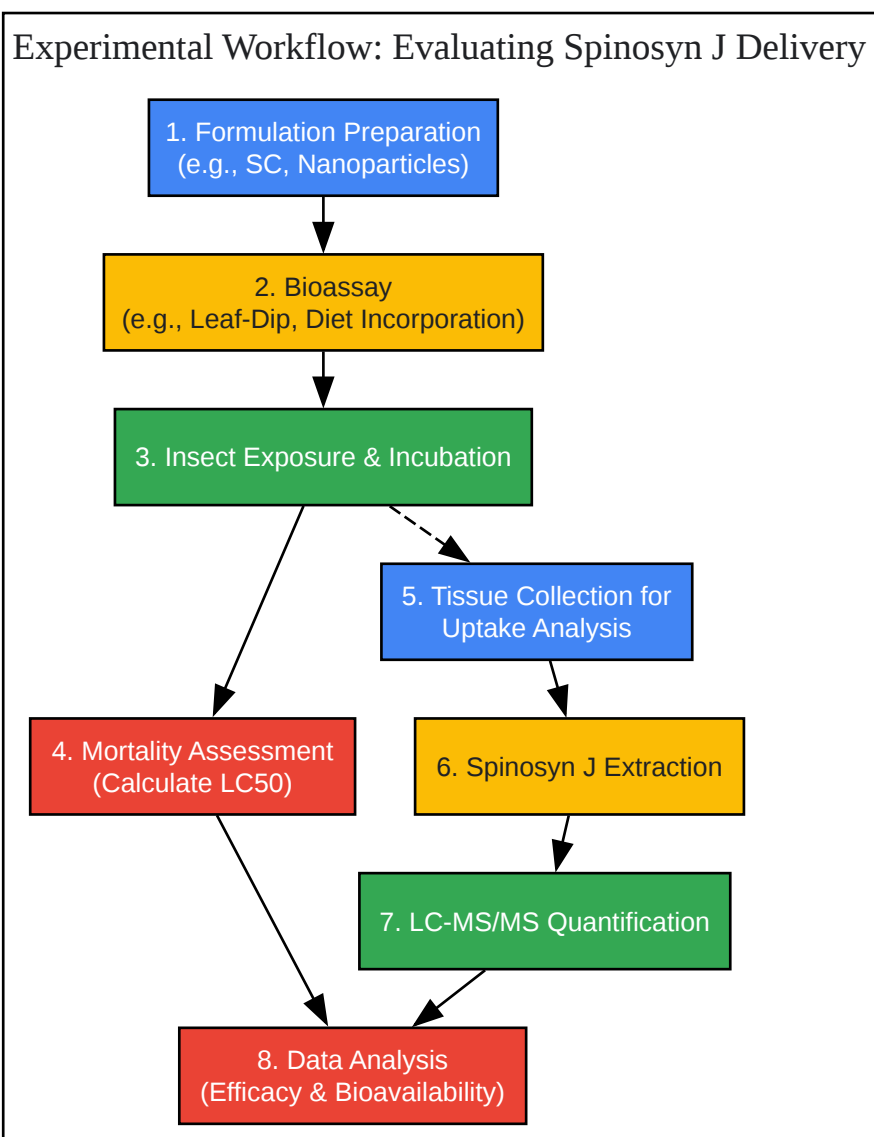 Experimental Workflow: Evaluating Spinosyn J Delivery
1. Formulation Preparation
(e.g., SC, Nanoparticles)
2. Bioassay
(e.g., Leaf-Dip, Diet Incorporation)
3. Insect Exposure & Incubation
5. Tissue Collection for
Uptake Analysis
4. Mortality Assessment
(Calculate LC50)
6. Spinosyn J Extraction
7. LC-MS/MS Quantification
8. Data Analysis
(Efficacy & Bioavailability)